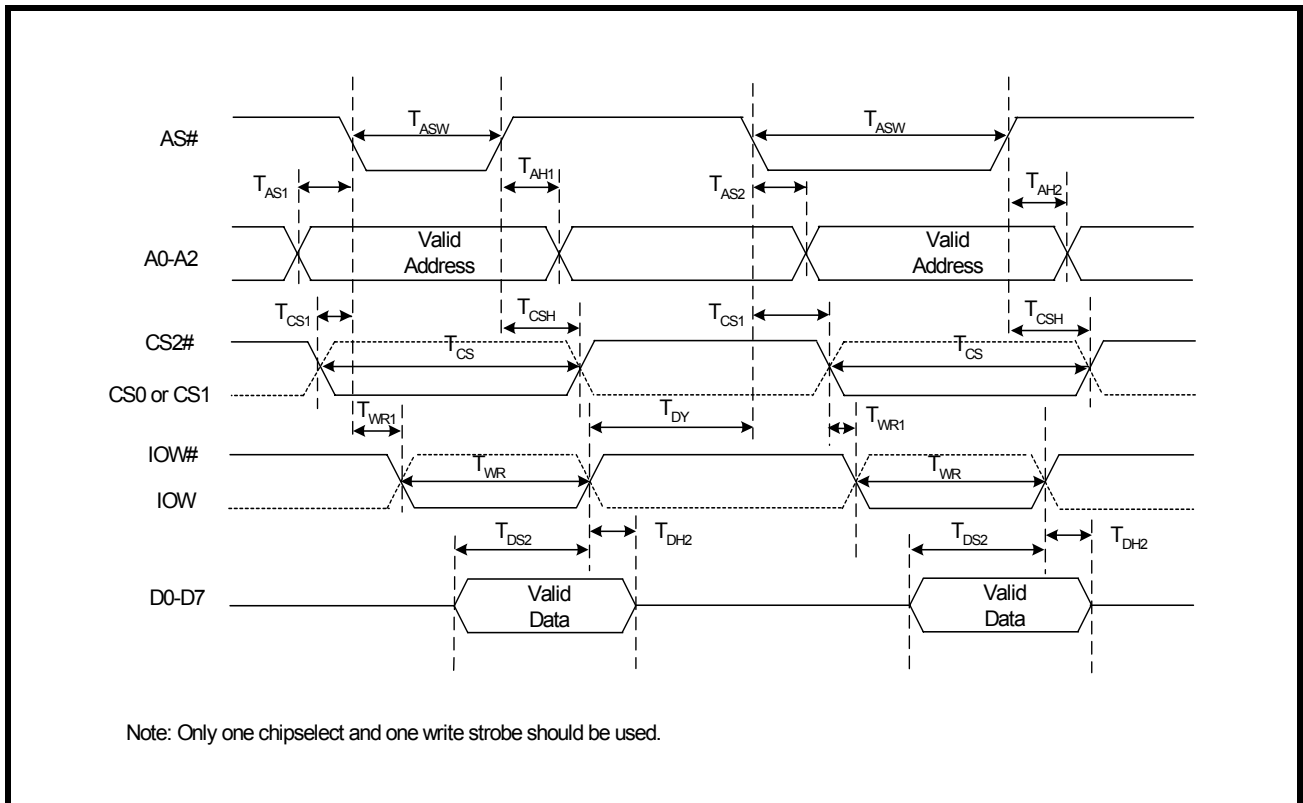 T_ASW T_ASW
AS#
T_AS1 T_AH1 T_AS2 T_AH2
A0-A2
Valid
Address
Valid
Address
T_CS1 T_CSH T_CS1 T_CSH
CS2#
T_CS T_CS
CS0 or CS1
T_WR1 T_DY T_WR1
IOW#
T_WR T_WR
IOW
T_DS2 T_DH2 T_DS2 T_DH2
D0-D7
Valid
Data
Valid
Data
Note: Only one chipselect and one write strobe should be used.